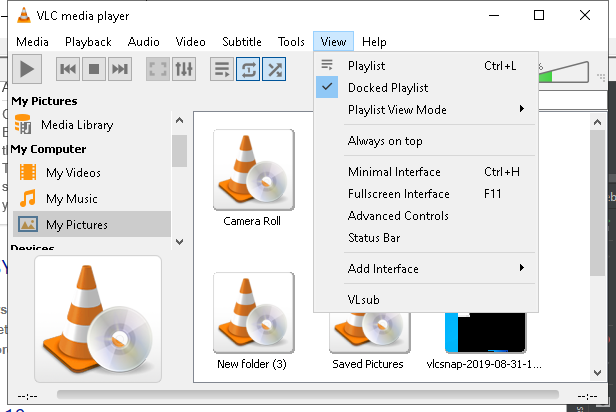 VLC media player
Media Playback Audio Video Subtitle Tools View Help
My Pictures
Media Library
My Computer
My Videos
My Music
My Pictures
Devices
Playlist Ctrl+L
Docked Playlist
Playlist View Mode
Always on top
Minimal Interface Ctrl+H
Fullscreen Interface F11
Advanced Controls
Status Bar
Add Interface
VLsub
%
Camera Roll
New folder (3)
Saved Pictures
vlcsnap-2019-08-31-1...
--:--
--:--